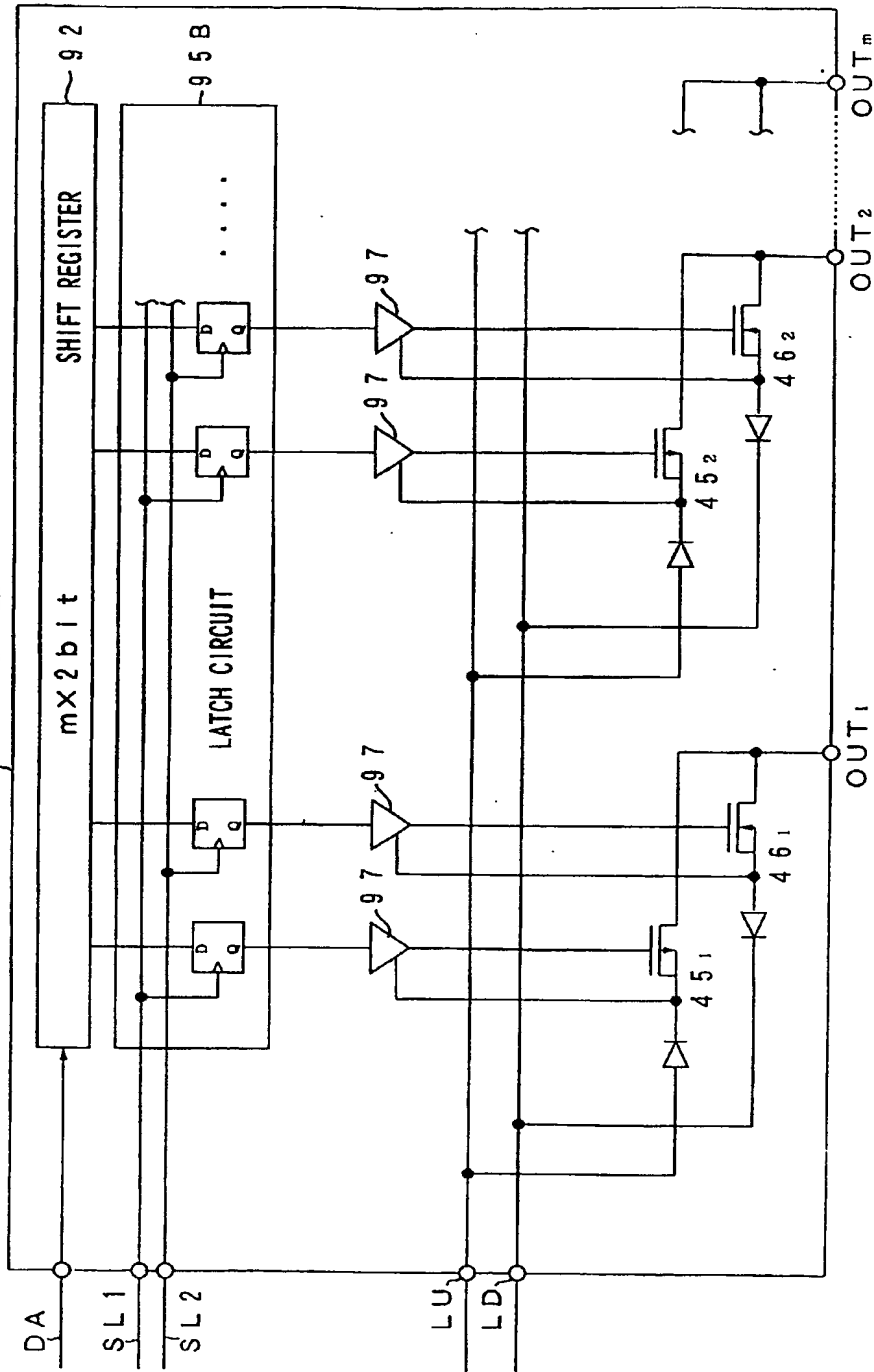 DA
SL1
SL2
LU
LD
mX2bit SHIFT REGISTER
92
95B
D Q
D Q
D Q
D Q
LATCH CIRCUIT
.....
97
97
97
97
45₁
46₁
45₂
46₂
OUT₁
OUT₂
OUTₘ